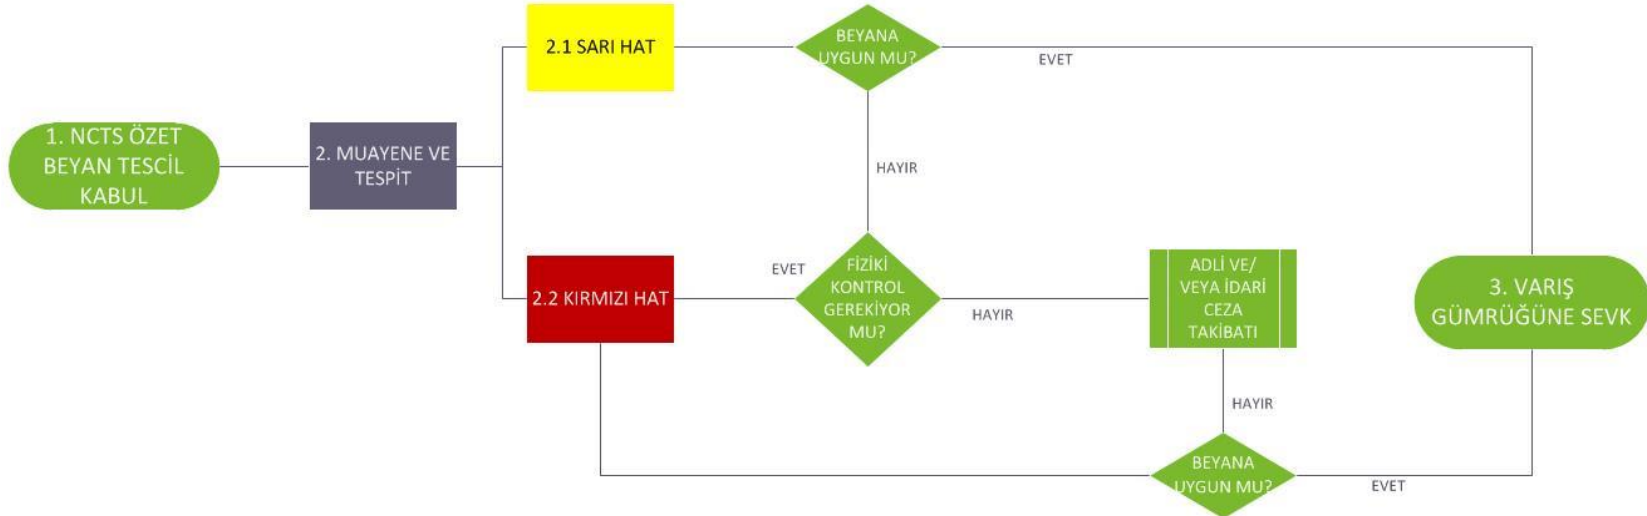 1. NCTS ÖZET
BEYAN TESCİL
KABUL
2. MUAYENE VE
TESPİT
2.1 SARI HAT
BEYANA
UYGUN MU?
EVET
HAYIR
2.2 KIRMIZI HAT
EVET
FİZİKİ
KONTROL
GEREKİYOR
MU?
HAYIR
ADLİ VE/
VEYA İDARİ
CEZA
TAKİBATI
HAYIR
BEYANA
UYGUN MU?
EVET
3. VARIŞ
GÜMRÜĞÜNE SEVK